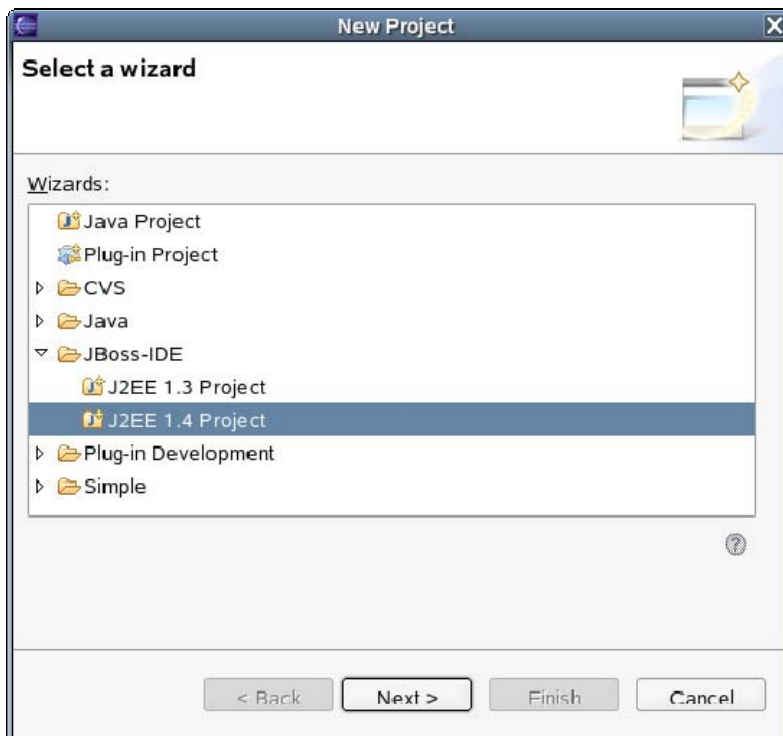 New Project
Select a wizard
Wizards:
Java Project
Plug-in Project
CVS
Java
JBoss-IDE
J2EE 1.3 Project
J2EE 1.4 Project
Plug-in Development
Simple
?
< Back Next > Finish Cancel